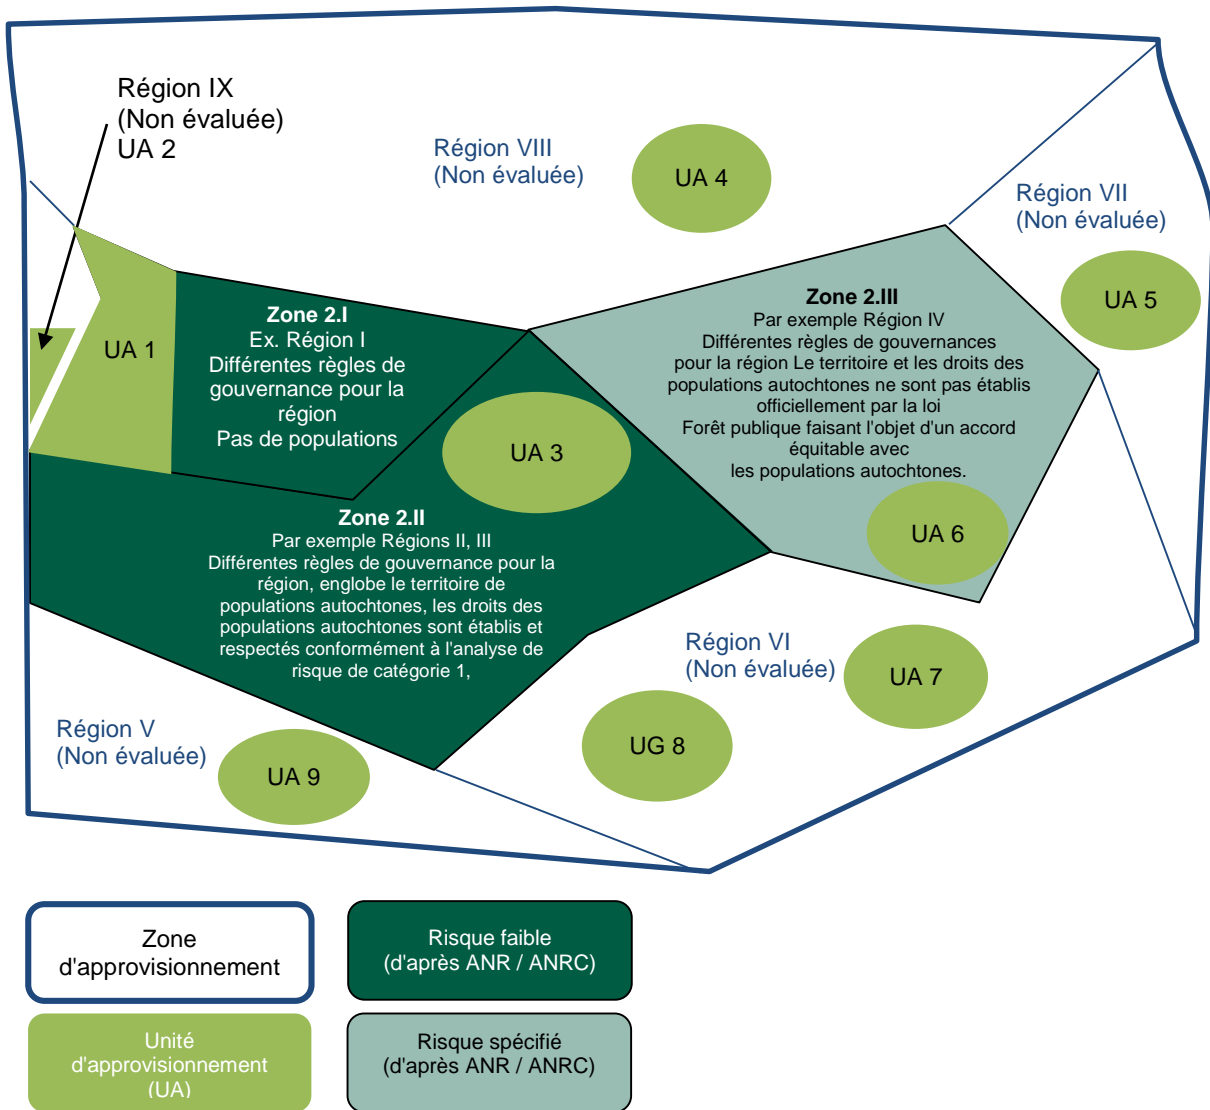 Région IX
(Non évaluée)
UA 2
Région VIII
(Non évaluée)
UA 4
Région VII
(Non évaluée)
UA 5
UA 1
Zone 2.I
Ex. Région I
Différentes règles de
gouvernance pour la
région
Pas de populations
UA 3
Zone 2.III
Par exemple Région IV
Différentes règles de gouvernances
pour la région Le territoire et les droits des
populations autochtones ne sont pas établis
officiellement par la loi
Forêt publique faisant l'objet d'un accord
équitable avec
les populations autochtones.
UA 6
Zone 2.II
Par exemple Régions II, III
Différentes règles de gouvernance pour la
région, englobe le territoire de
populations autochtones, les droits des
populations autochtones sont établis et
respectés conformément à l'analyse de
risque de catégorie 1,
Région VI
(Non évaluée)
UA 7
UG 8
Région V
(Non évaluée)
UA 9
Zone
d'approvisionnement
Risque faible
(d'après ANR / ANRC)
Unité
d'approvisionnement
(UA)
Risque spécifié
(d'après ANR / ANRC)